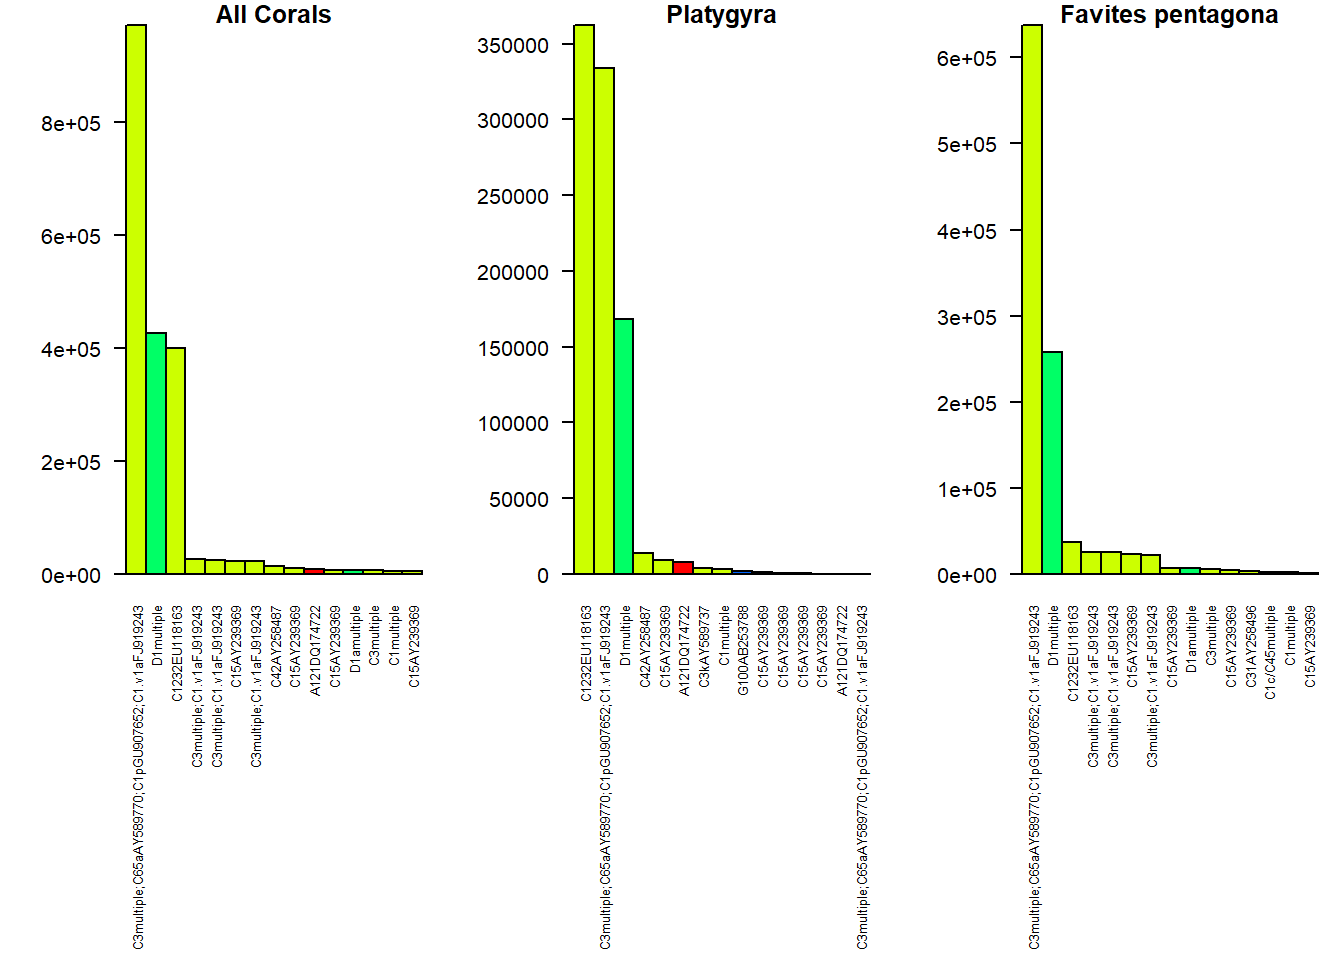 All Corals
8e+05
6e+05
4e+05
2e+05
0e+00
C3multiple;C65aAY589770;C1pGU907652;C1.v1aFJ919243
D1multiple
C1232EU118163
C3multiple;C1.v1aFJ919243
C3multiple;C1.v1aFJ919243
C15AY239369
C3multiple;C1.v1aFJ919243
C42AY258487
C15AY239369
A121DQ174722
C15AY239369
D1amultiple
C3multiple
C1multiple
C15AY239369
Platygyra
350000
300000
250000
200000
150000
100000
50000
0
C1232EU118163
C3multiple;C65aAY589770;C1pGU907652;C1.v1aFJ919243
D1multiple
C42AY258487
C15AY239369
A121DQ174722
C3kAY589737
C1multiple
G100AB253788
C15AY239369
C15AY239369
C15AY239369
C15AY239369
A121DQ174722
C3multiple;C65aAY589770;C1pGU907652;C1.v1aFJ919243
Favites pentagona
6e+05
5e+05
4e+05
3e+05
2e+05
1e+05
0e+00
C3multiple;C65aAY589770;C1pGU907652;C1.v1aFJ919243
D1multiple
C1232EU118163
C3multiple;C1.v1aFJ919243
C3multiple;C1.v1aFJ919243
C15AY239369
C3multiple;C1.v1aFJ919243
C15AY239369
D1amultiple
C3multiple
C15AY239369
C31AY258496
C1c/C45multiple
C1multiple
C15AY239369